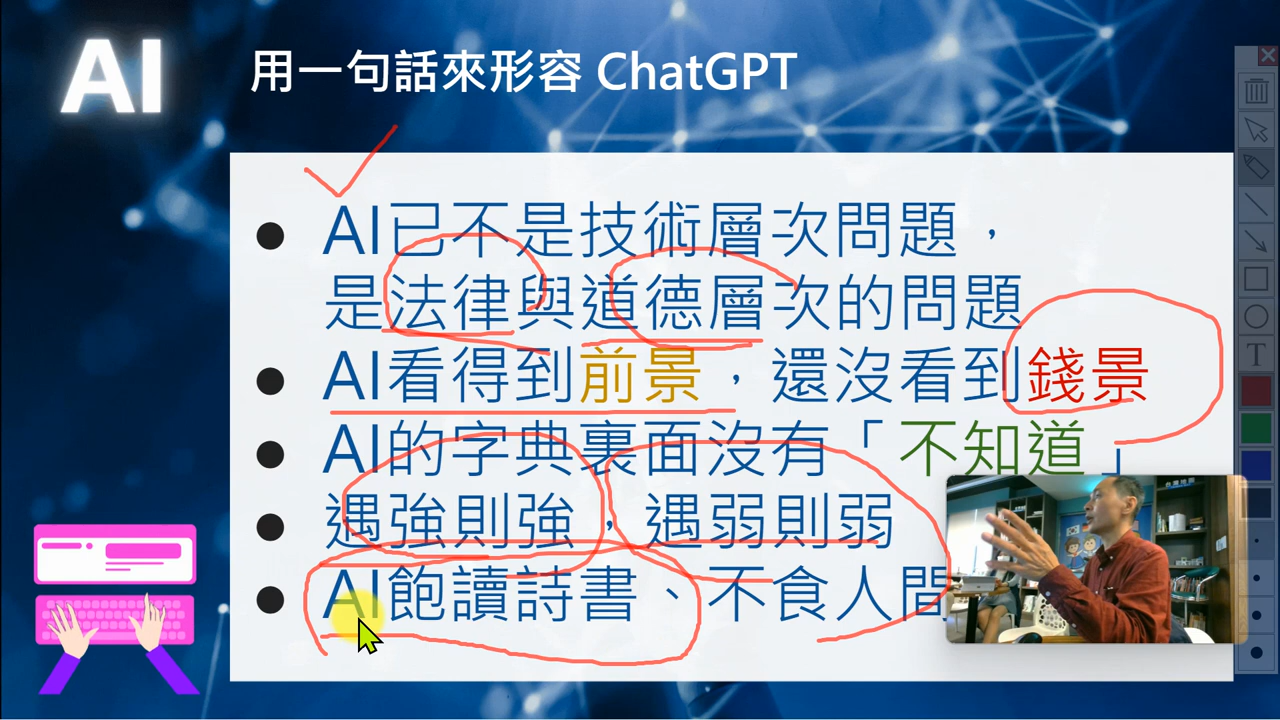 AI
用一句話來形容 ChatGPT
AI已不是技術層次問題，
是法律與道德層次的問題
AI看得到前景，還沒看到錢景
AI的字典裏面沒有「不知道」
遇強則強，遇弱則弱
AI飽讀詩書、不食人間
T